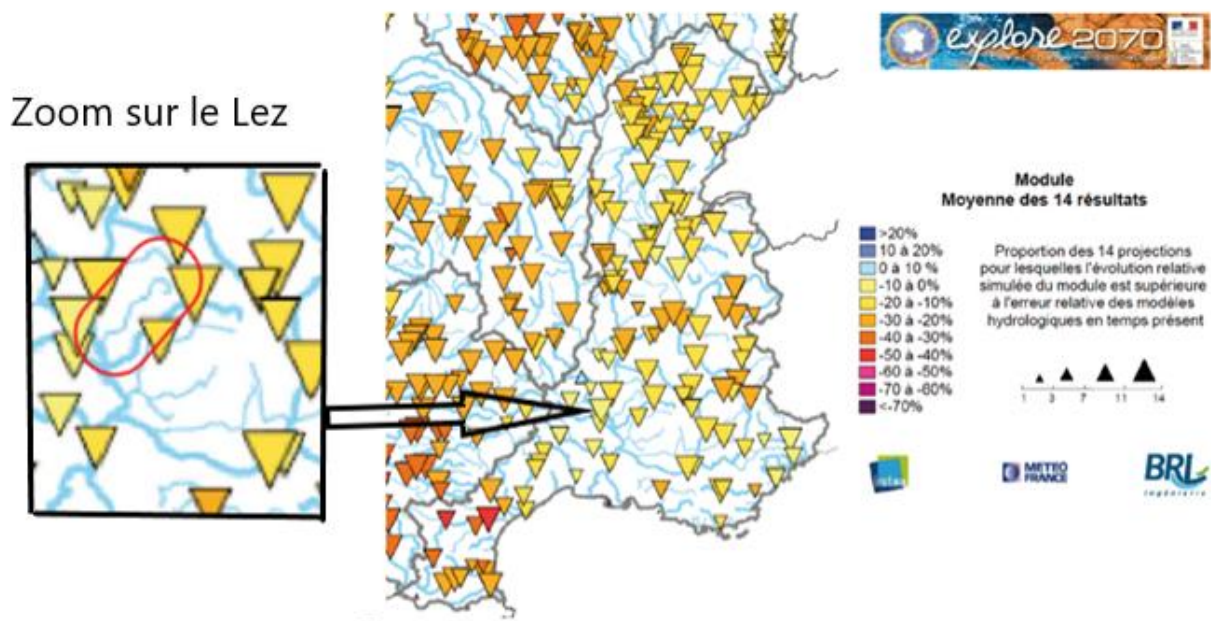 Zoom sur le Lez
explore 2070
Module
Moyenne des 14 résultats
>20%
10 à 20%
0 à 10 %
-10 à 0%
-20 à -10%
-30 à -20%
-40 à -30%
-50 à -40%
-60 à -50%
-70 à -60%
<-70%
Proportion des 14 projections
pour lesquelles l'évolution relative
simulée du module est supérieure
à l'erreur relative des modèles
hydrologiques en temps présent
1 3 7 11 14
METEO
FRANCE
BRL
ingénierie